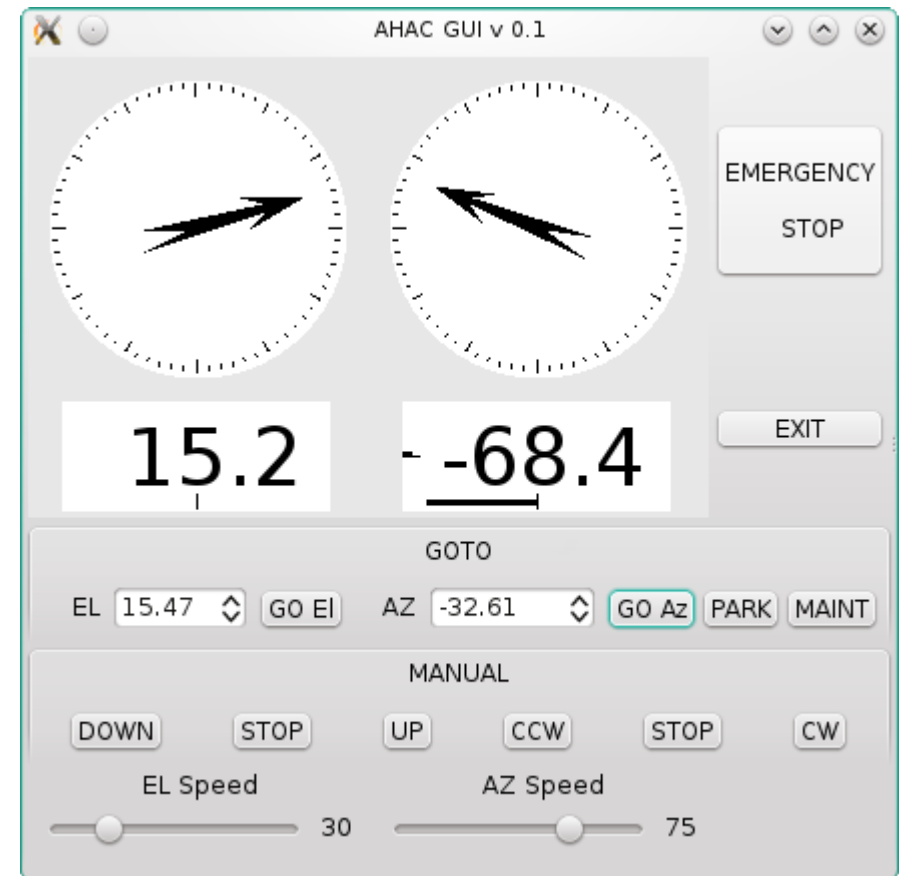 AHAC GUI v 0.1
EMERGENCY
STOP
15.2
- -68.4
EXIT
GOTO
EL 15.47 GO El AZ -32.61 GO Az PARK MAINT
MANUAL
DOWN STOP UP CCW STOP CW
EL Speed AZ Speed
30 75